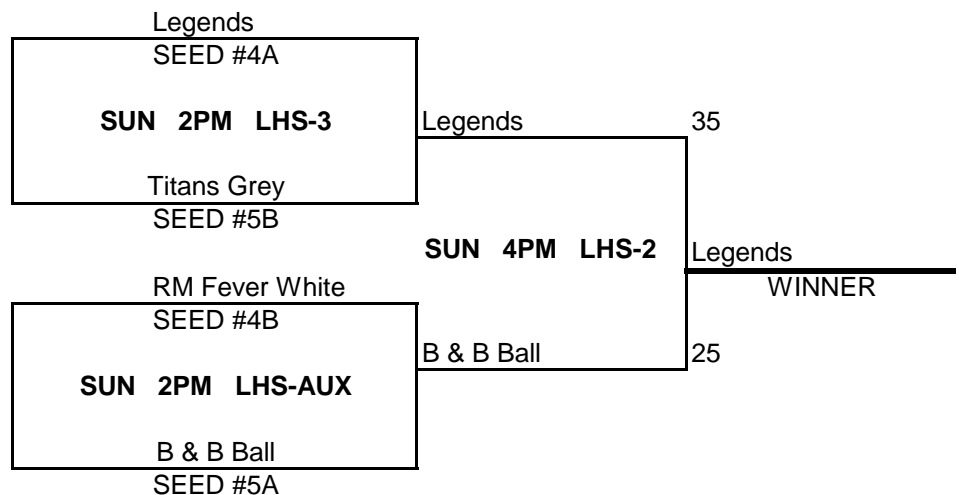 Legends
SEED #4A
SUN 2PM LHS-3
Legends 35
Titans Grey
SEED #5B
SUN 4PM LHS-2
Legends
WINNER
RM Fever White
SEED #4B
B & B Ball 25
SUN 2PM LHS-AUX
B & B Ball
SEED #5A